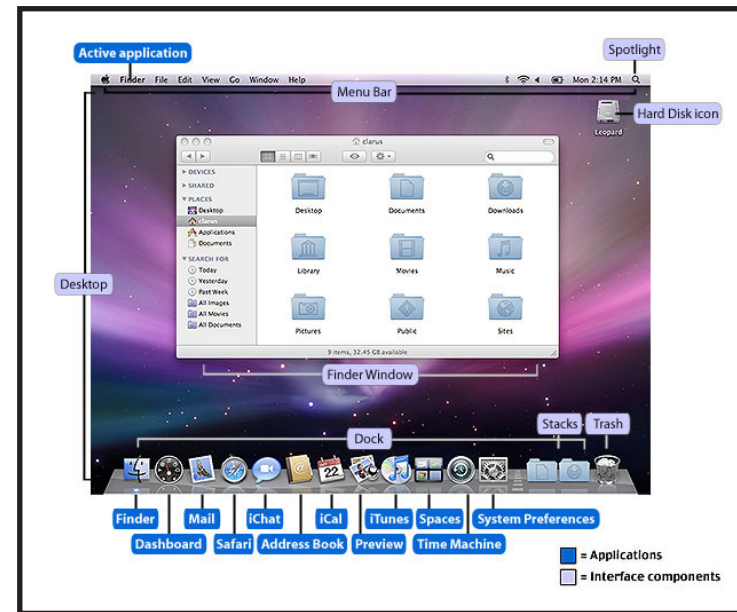 Active application
Spotlight
Finder File Edit View Go Window Help
Mon 2:14 PM
Menu Bar
Hard Disk icon
Leopard
clarus
DEVICES
SHARED
PLACES
Desktop
clarus
Applications
Documents
SEARCH FOR
Today
Yesterday
Past Week
All Images
All Movies
All Documents
Desktop
Documents
Downloads
Library
Movies
Music
Pictures
Public
Sites
9 items, 32.45 GB available
Desktop
Finder Window
Stacks
Trash
Dock
22
Finder
Mail
iChat
iCal
iTunes
Spaces
System Preferences
Dashboard
Safari
Address Book
Preview
Time Machine
= Applications
= Interface components